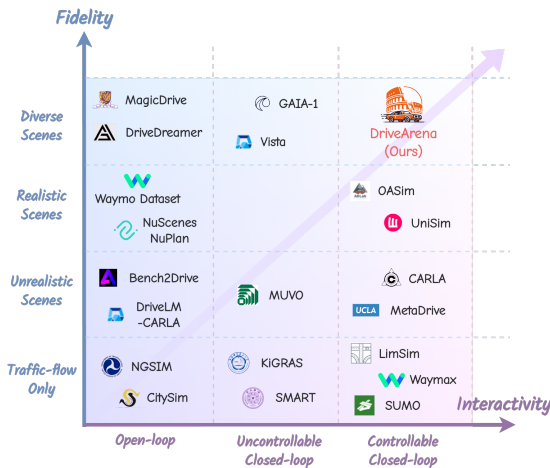 Fidelity
Diverse
Scenes
MagicDrive
DriveDreamer
GAIA-1
Vista
DriveArena
(Ours)
Realistic
Scenes
Waymo Dataset
NuScenes
NuPlan
OASim
UniSim
Unrealistic
Scenes
Bench2Drive
DriveLM
-CARLA
MUVO
CARLA
UCLA
MetaDrive
Traffic-flow
Only
NGSIM
CitySim
KiGRAS
SMART
LimSim
Waymax
SUMO
Interactivity
Open-loop
Uncontrollable
Closed-loop
Controllable
Closed-loop